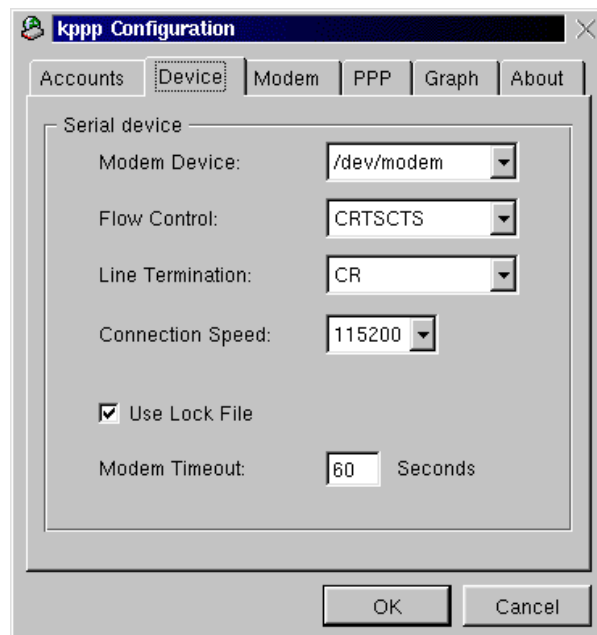 kppp Configuration
Accounts Device Modem PPP Graph About
Serial device
Modem Device: /dev/modem
Flow Control: CRTSCTS
Line Termination: CR
Connection Speed: 115200
Use Lock File
Modem Timeout: 60 Seconds
OK Cancel